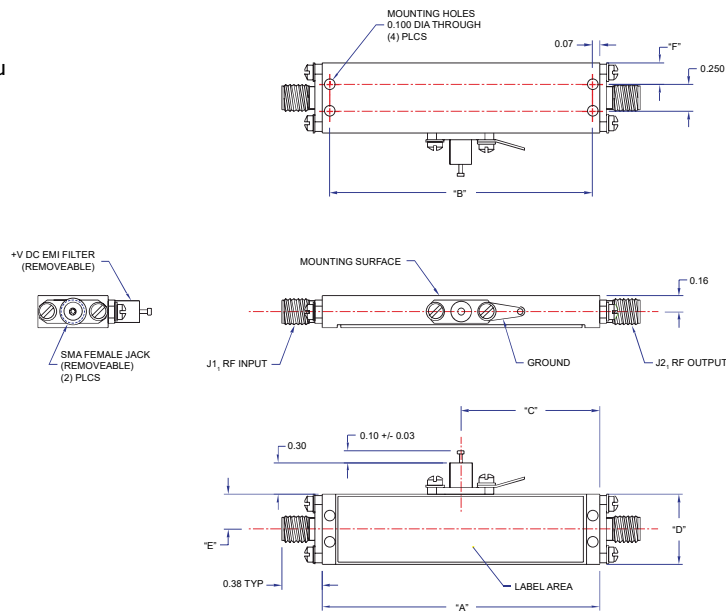 u
MOUNTING HOLES
0.100 DIA THROUGH
(4) PLCS
0.07
"F"
0.250
"B"
+V DC EMI FILTER
(REMOVEABLE)
MOUNTING SURFACE
0.16
SMA FEMALE JACK
(REMOVEABLE)
(2) PLCS
J1, RF INPUT
GROUND
J2, RF OUTPUT
"C"
0.10 +/- 0.03
0.30
"E"
"D"
0.38 TYP
LABEL AREA
"A"